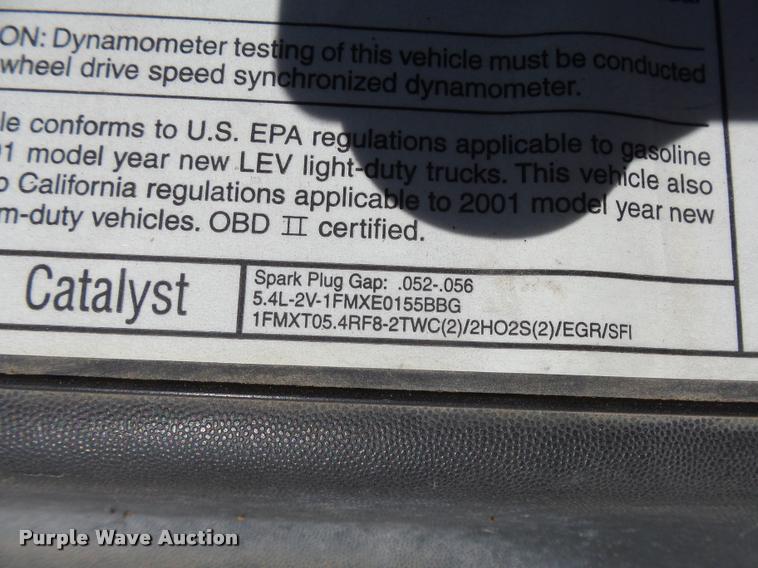 ON: Dynamometer testing of this vehicle must be conducted
wheel drive speed synchronized dynamometer.
le conforms to U.S. EPA regulations applicable to gasoline
1 model year new LEV light-duty trucks. This vehicle also
o California regulations applicable to 2001 model year new
m-duty vehicles. OBD II certified.
Catalyst
Spark Plug Gap: .052-.056
5.4L-2V-1FMXE0155BBG
1FMXT05.4RF8-2TWC(2)/2HO2S(2)/EGR/SFI
Purple Wave Auction